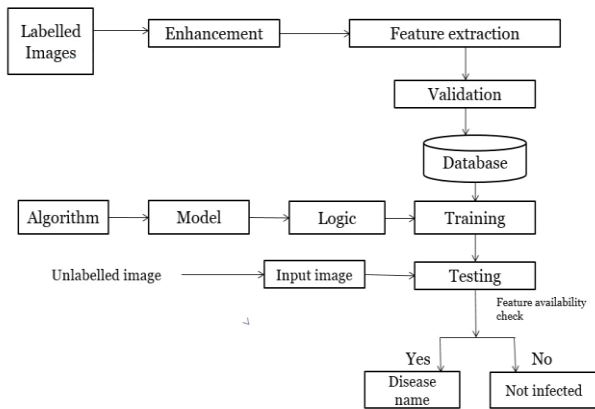 Labelled
Images
Enhancement
Feature extraction
Validation
Database
Algorithm
Model
Logic
Training
Unlabelled image
Input image
Testing
Feature availability
check
Yes
No
Disease
name
Not infected